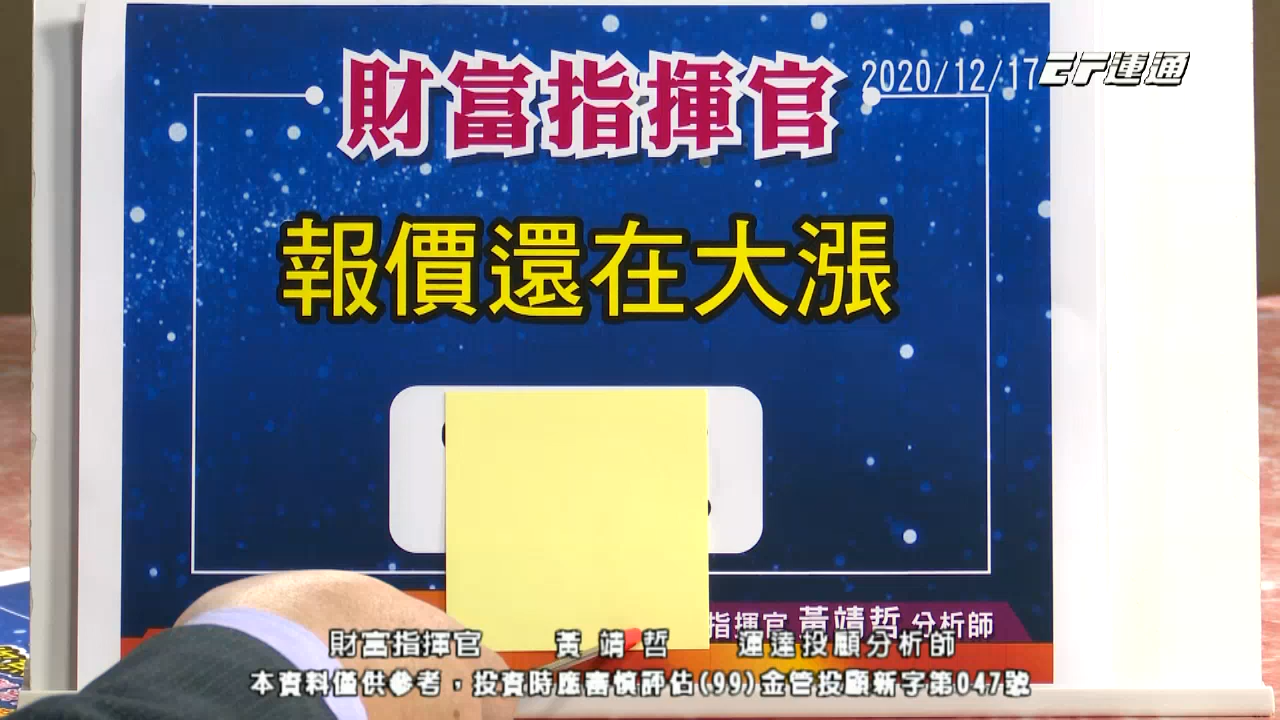 財富指揮官
2020/12/17
運通
報價還在大漲
指揮官 黃靖哲 分析師
財富指揮官 黃靖哲 運達投顧分析師
本資料僅供參考，投資時應審慎評估(99)金管投顧新字第047號